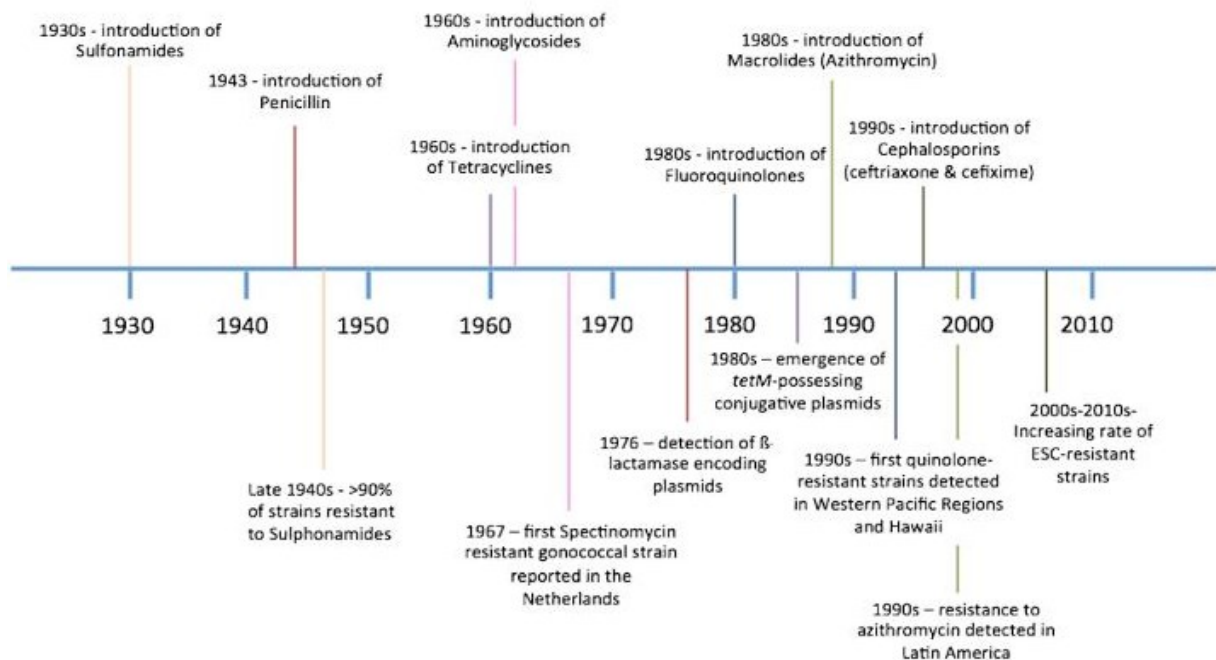 1930s - introduction of
Sulfonamides
1943 - introduction of
Penicillin
1960s - introduction of
Aminoglycosides
1960s - introduction
of Tetracyclines
1980s - introduction of
Macrolides (Azithromycin)
1980s - introduction of
Fluoroquinolones
1990s - introduction of
Cephalosporins
(ceftriaxone & cefixime)
1930 1940 1950 1960 1970 1980 1990 2000 2010
Late 1940s - >90%
of strains resistant
to Sulphonamides
1967 – first Spectinomycin
resistant gonococcal strain
reported in the
Netherlands
1976 – detection of ß-
lactamase encoding
plasmids
1980s – emergence of
tetM-possessing
conjugative plasmids
1990s – first quinolone-
resistant strains detected
in Western Pacific Regions
and Hawaii
1990s – resistance to
azithromycin detected in
Latin America
2000s-2010s-
Increasing rate of
ESC-resistant
strains